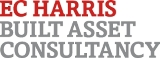 EC HARRIS
BUILT ASSET
CONSULTANCY